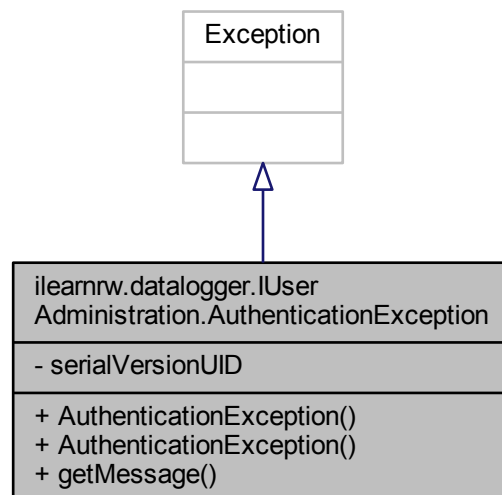 Exception
ilearnrw.datalogger.IUser
Administration.AuthenticationException
- serialVersionUID
+ AuthenticationException()
+ AuthenticationException()
+ getMessage()